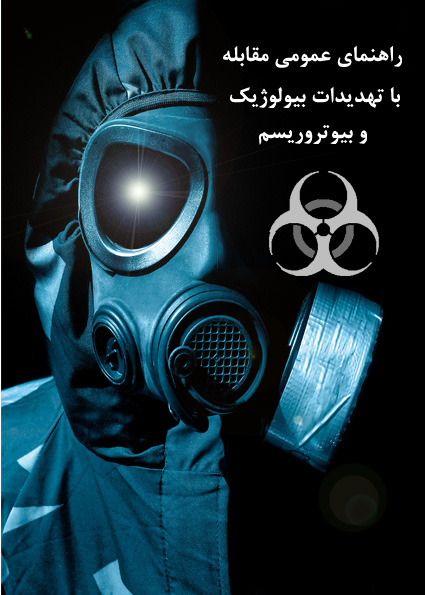 راهنمای عمومی مقابله
با تهدیدات بیولوژیک
و بیوتروریسم